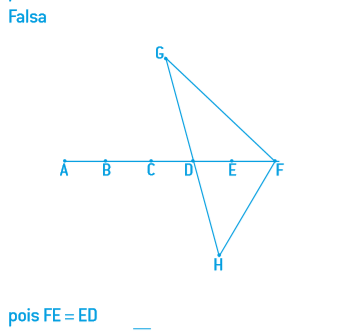 Falsa
G
A B C D E F
H
pois FE = ED